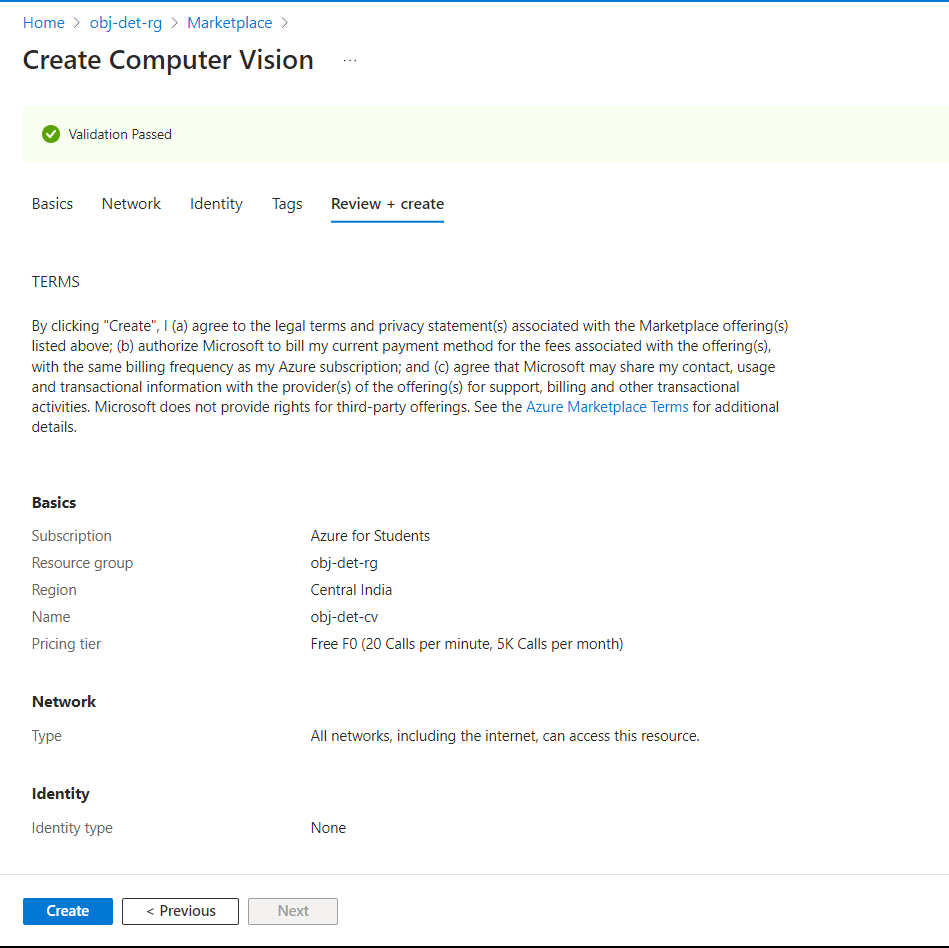 Home > obj-det-rg > Marketplace >
Create Computer Vision ...
Validation Passed
Basics Network Identity Tags Review + create
TERMS
By clicking "Create", I (a) agree to the legal terms and privacy statement(s) associated with the Marketplace offering(s)
listed above; (b) authorize Microsoft to bill my current payment method for the fees associated with the offering(s),
with the same billing frequency as my Azure subscription; and (c) agree that Microsoft may share my contact, usage
and transactional information with the provider(s) of the offering(s) for support, billing and other transactional
activities. Microsoft does not provide rights for third-party offerings. See the Azure Marketplace Terms for additional
details.
Basics
Subscription Azure for Students
Resource group obj-det-rg
Region Central India
Name obj-det-cv
Pricing tier Free F0 (20 Calls per minute, 5K Calls per month)
Network
Type All networks, including the internet, can access this resource.
Identity
Identity type None
Create < Previous Next